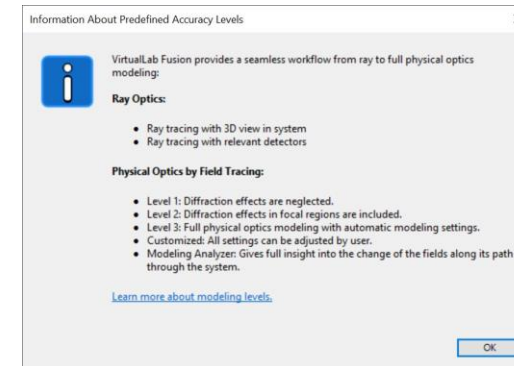 Information About Predefined Accuracy Levels
VirtualLab Fusion provides a seamless workflow from ray to full physical optics
modeling:
Ray Optics:
• Ray tracing with 3D view in system
• Ray tracing with relevant detectors
Physical Optics by Field Tracing:
• Level 1: Diffraction effects are neglected.
• Level 2: Diffraction effects in focal regions are included.
• Level 3: Full physical optics modeling with automatic modeling settings.
• Customized: All settings can be adjusted by user.
• Modeling Analyzer: Gives full insight into the change of the fields along its path
through the system.
Learn more about modeling levels.
OK